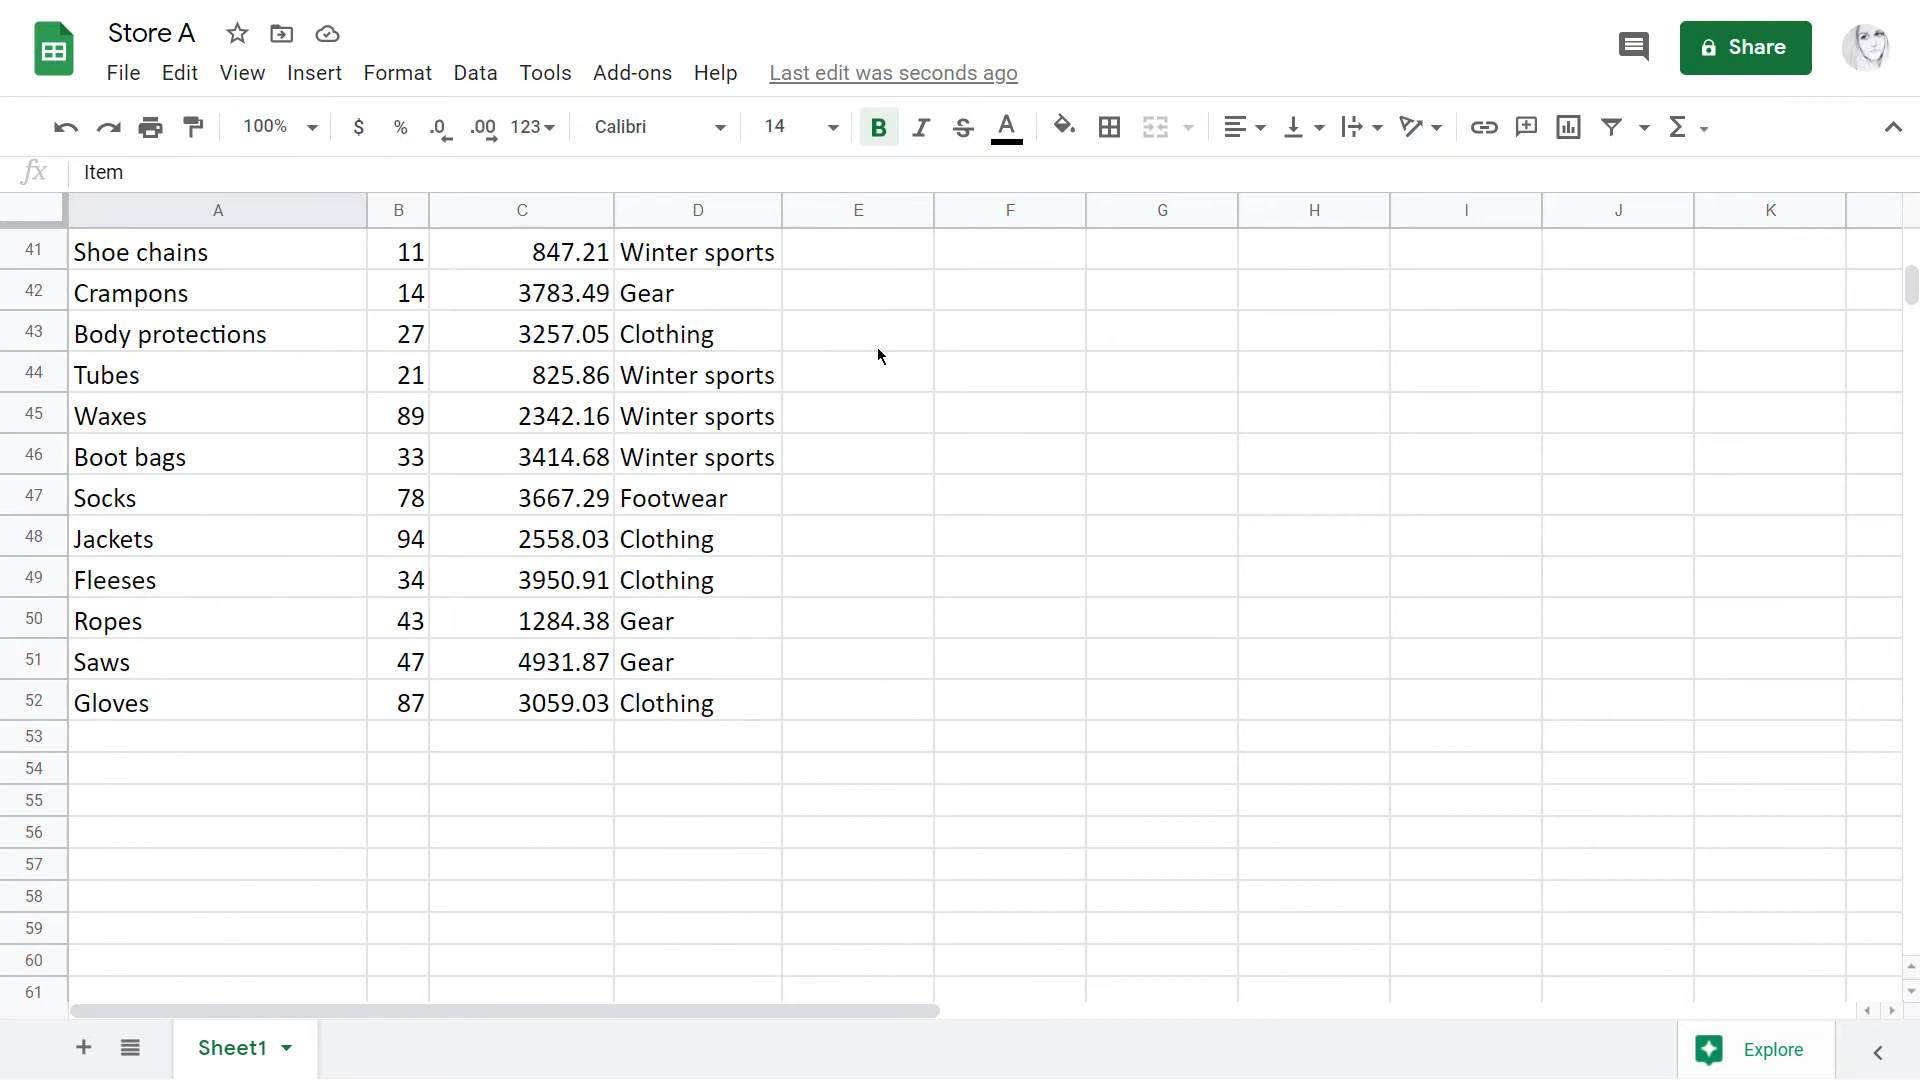 Store A
File Edit View Insert Format Data Tools Add-ons Help Last edit was seconds ago
Share
100% $ % .0 .00 123 Calibri 14 B I S A Σ
fx Item
A B C D E F G H I J K
41 Shoe chains 11 847.21 Winter sports
42 Crampons 14 3783.49 Gear
43 Body protections 27 3257.05 Clothing
44 Tubes 21 825.86 Winter sports
45 Waxes 89 2342.16 Winter sports
46 Boot bags 33 3414.68 Winter sports
47 Socks 78 3667.29 Footwear
48 Jackets 94 2558.03 Clothing
49 Fleeses 34 3950.91 Clothing
50 Ropes 43 1284.38 Gear
51 Saws 47 4931.87 Gear
52 Gloves 87 3059.03 Clothing
53
54
55
56
57
58
59
60
61
Sheet1 Explore